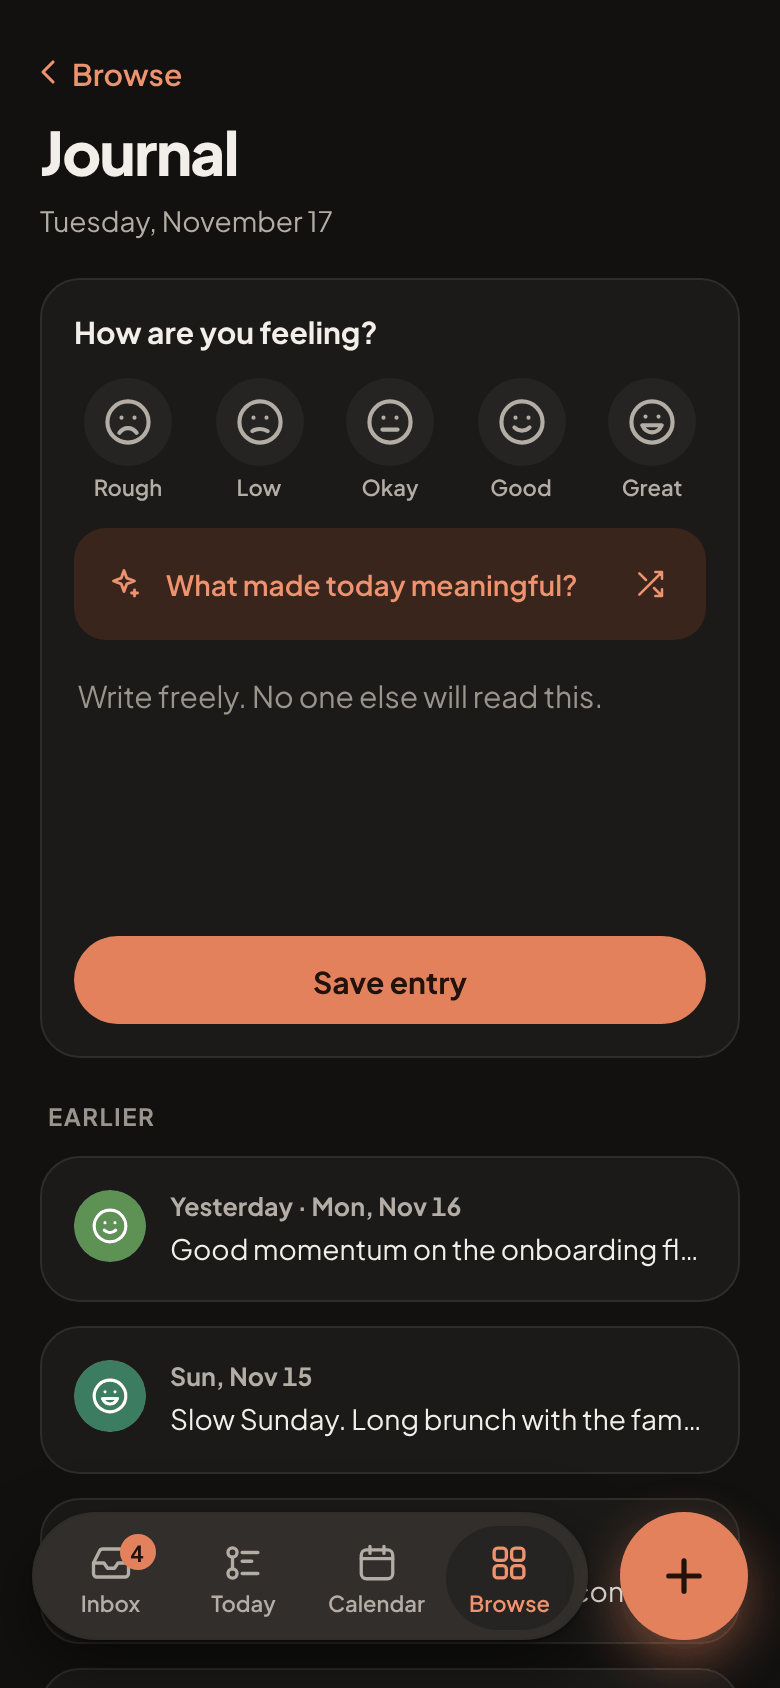 Browse
Journal
Tuesday, November 17
How are you feeling?
Rough Low Okay Good Great
What made today meaningful?
Write freely. No one else will read this.
Save entry
EARLIER
Yesterday · Mon, Nov 16
Good momentum on the onboarding fl…
Sun, Nov 15
Slow Sunday. Long brunch with the fam…
4
Inbox Today Calendar Browse